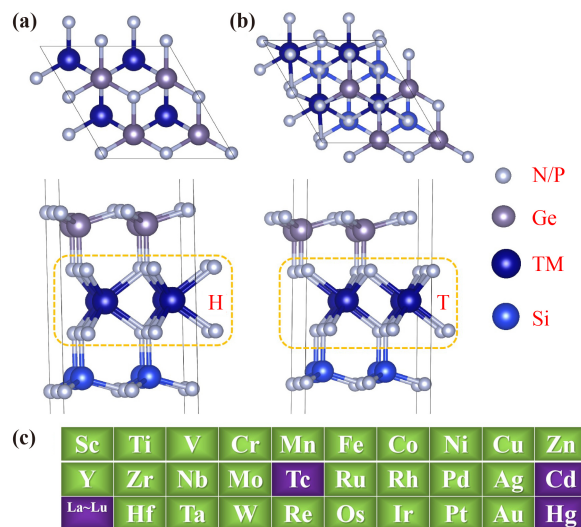 (a)
(b)
N/P
Ge
TM
Si
H
T
(c)
Sc Ti V Cr Mn Fe Co Ni Cu Zn
Y Zr Nb Mo Tc Ru Rh Pd Ag Cd
La~Lu Hf Ta W Re Os Ir Pt Au Hg